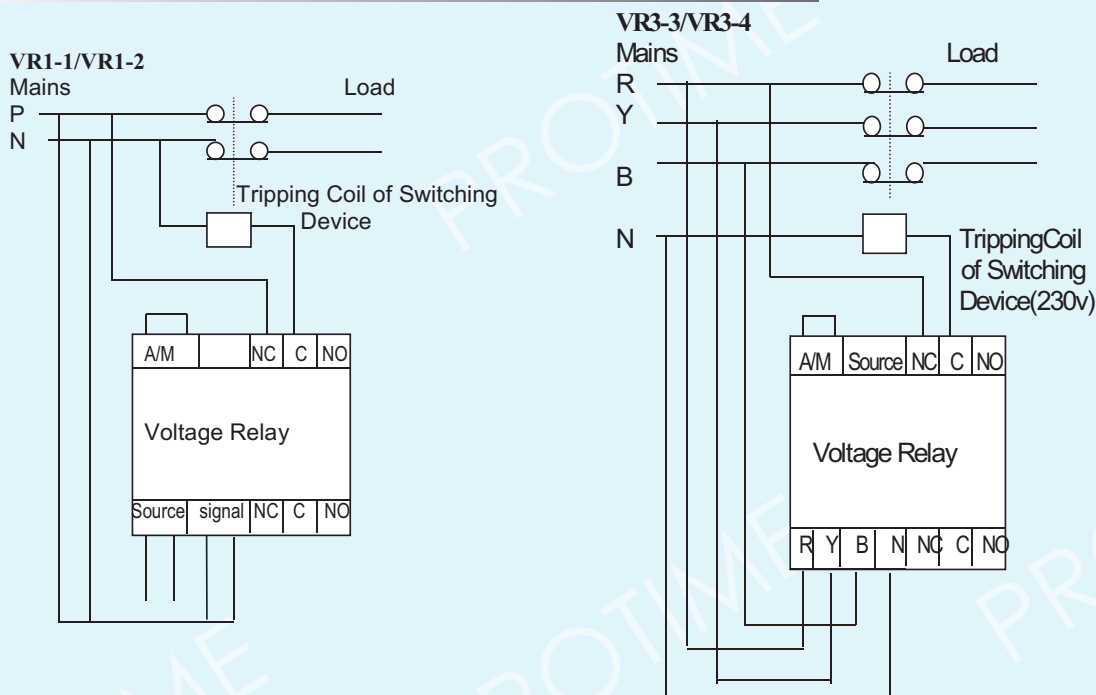 VR1-1/VR1-2
Mains Load
P
N
Tripping Coil of Switching
Device
A/M NC C NO
Voltage Relay
Source signal NC C NO
VR3-3/VR3-4
Mains Load
R
Y
B
N
TrippingCoil
of Switching
Device(230v)
A/M Source NC C NO
Voltage Relay
R Y B N NC C NO
PROTIME
PROTIME